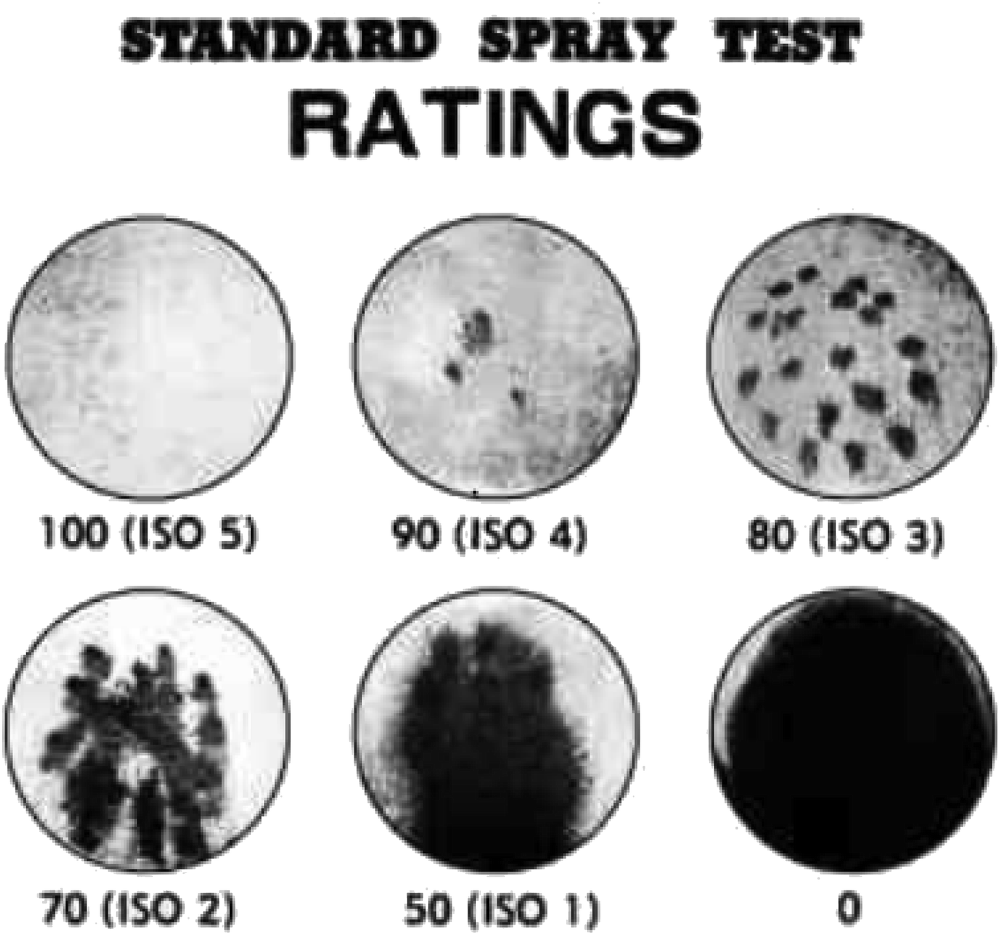 STANDARD SPRAY TEST
RATINGS
100 (ISO 5)
90 (ISO 4)
80 (ISO 3)
70 (ISO 2)
50 (ISO 1)
0